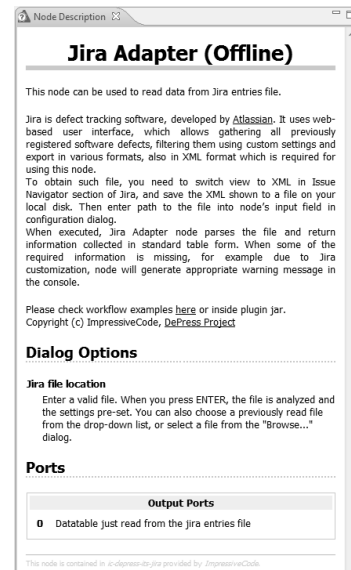 Node Description
Jira Adapter (Offline)
This node can be used to read data from Jira entries file.
Jira is defect tracking software, developed by Atlassian. It uses web-
based user interface, which allows gathering all previously
registered software defects, filtering them using custom settings and
export in various formats, also in XML format which is required for
using this node.
To obtain such file, you need to switch view to XML in Issue
Navigator section of Jira, and save the XML shown to a file on your
local disk. Then enter path to the file into node's input field in
configuration dialog.
When executed, Jira Adapter node parses the file and return
information collected in standard table form. When some of the
required information is missing, for example due to Jira
customization, node will generate appropriate warning message in
the console.
Please check workflow examples here or inside plugin jar.
Copyright (c) ImpressiveCode, DePress Project
Dialog Options
Jira file location
Enter a valid file. When you press ENTER, the file is analyzed and
the settings pre-set. You can also choose a previously read file
from the drop-down list, or select a file from the "Browse..."
dialog.
Ports
Output Ports
0 Datatable just read from the jira entries file
This node is contained in ic-depress-its-jira provided by ImpressiveCode.